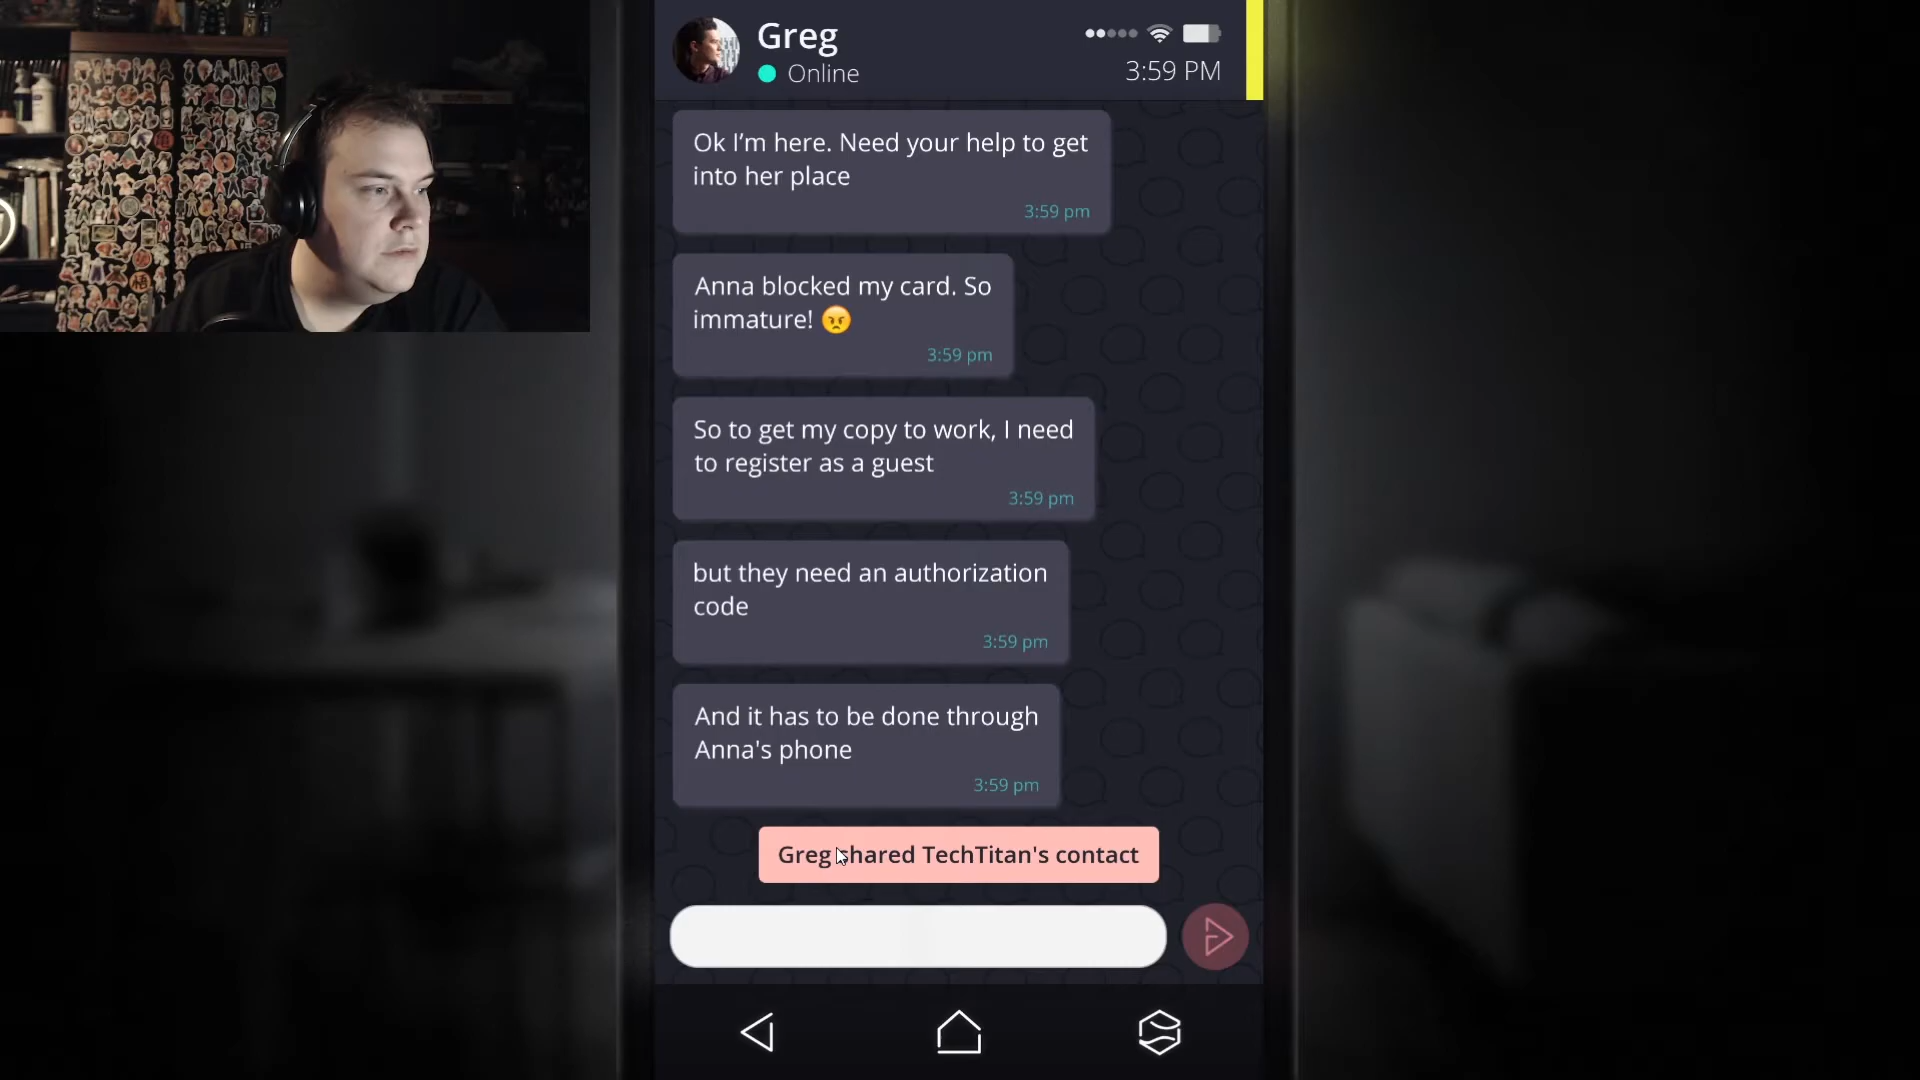 Greg
Online
3:59 PM
Ok I’m here. Need your help to get
into her place
3:59 pm
Anna blocked my card. So
immature! 😠
3:59 pm
So to get my copy to work, I need
to register as a guest
3:59 pm
but they need an authorization
code
3:59 pm
And it has to be done through
Anna's phone
3:59 pm
Greg shared TechTitan's contact